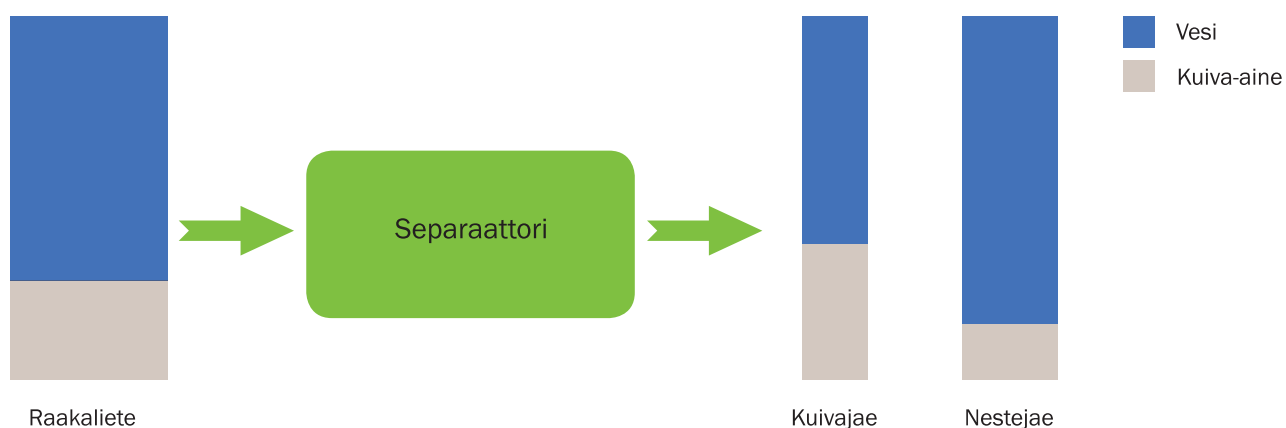 Vesi
Kuiva-aine
Separaattori
Raakaliete
Kuivajae
Nestejae